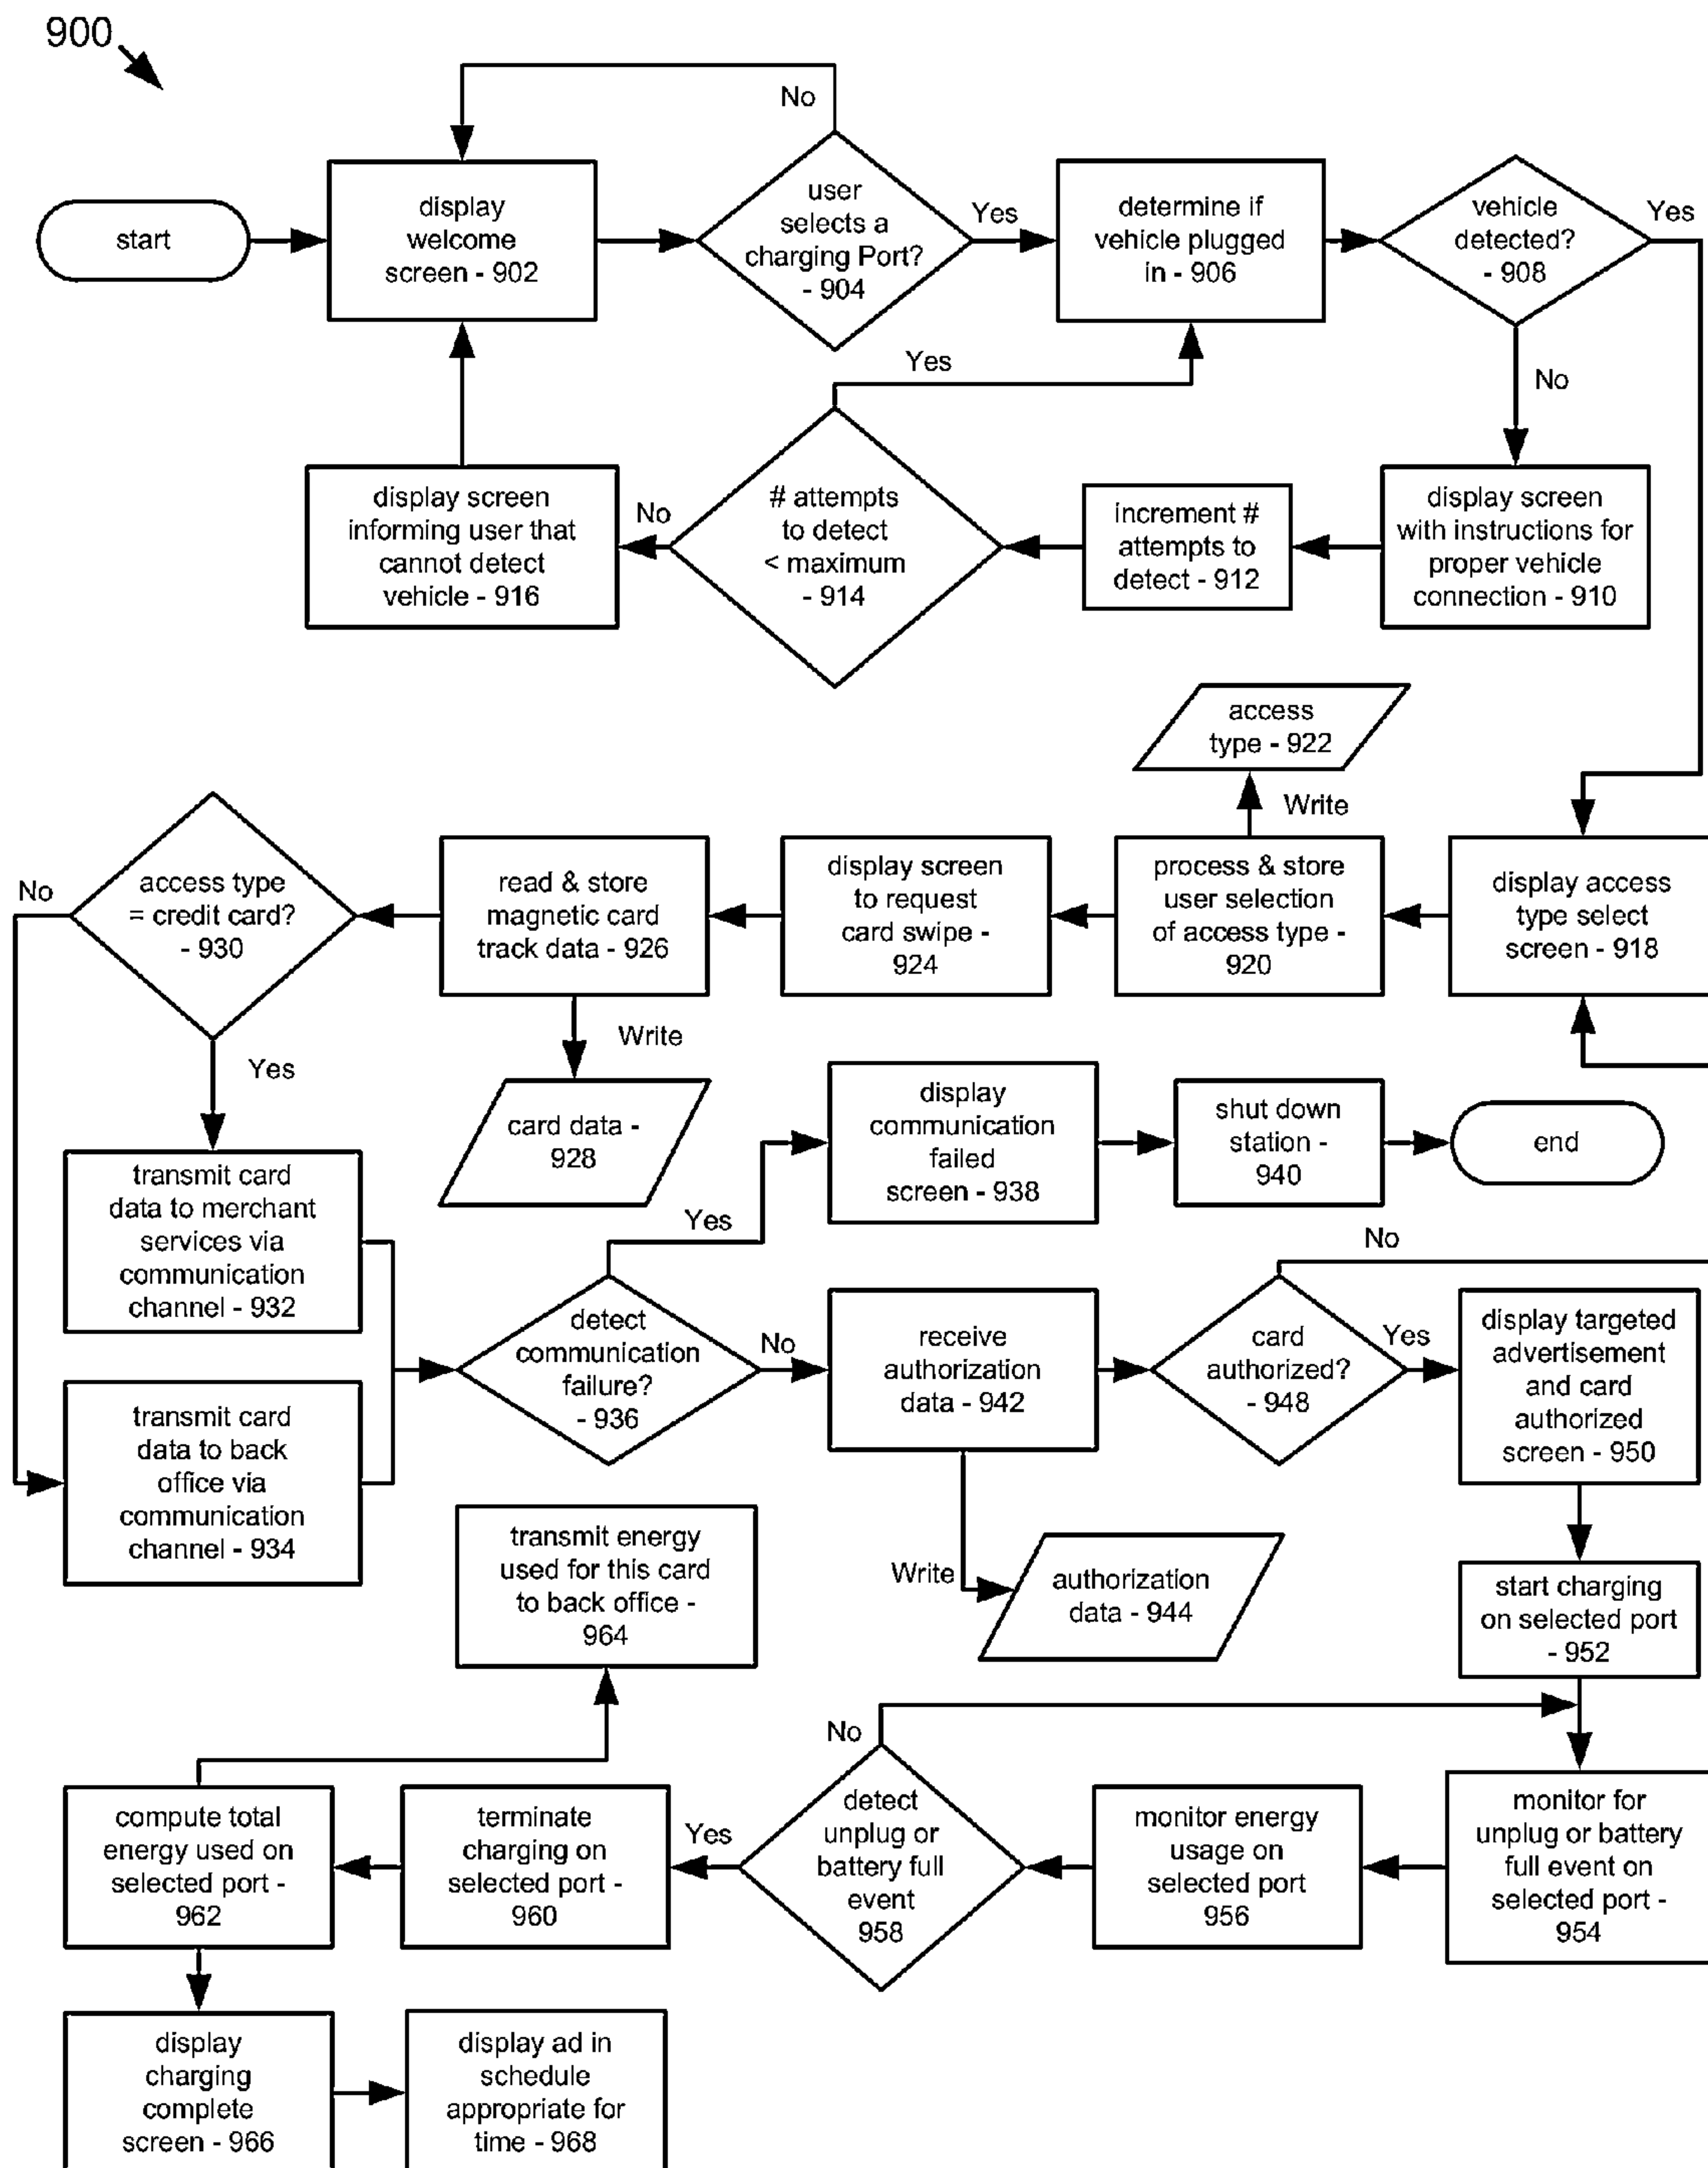 900
No
start
display
welcome
screen - 902
user
selects a
charging Port?
- 904
Yes
determine if
vehicle plugged
in - 906
vehicle
detected?
- 908
Yes
Yes
No
display screen
informing user that
cannot detect
vehicle - 916
No
# attempts
to detect
< maximum
- 914
increment #
attempts to
detect - 912
display screen
with instructions for
proper vehicle
connection - 910
access
type - 922
Write
No
access type
= credit card?
- 930
read & store
magnetic card
track data - 926
display screen
to request
card swipe -
924
process & store
user selection
of access type -
920
display access
type select
screen - 918
Yes
Write
card data -
928
display
communication
failed
screen - 938
shut down
station -
940
end
transmit card
data to merchant
services via
communication
channel - 932
Yes
No
detect
communication
failure?
- 936
No
receive
authorization
data - 942
card
authorized?
- 948
Yes
display targeted
advertisement
and card
authorized
screen - 950
transmit card
data to back
office via
communication
channel - 934
transmit energy
used for this card
to back office -
964
Write
authorization
data - 944
start charging
on selected port
- 952
No
compute total
energy used on
selected port -
962
terminate
charging on
selected port -
960
Yes
detect
unplug or
battery full
event
958
monitor energy
usage on
selected port
956
monitor for
unplug or battery
full event on
selected port -
954
display
charging
complete
screen - 966
display ad in
schedule
appropriate for
time - 968